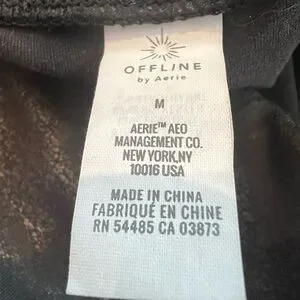 OFFLINE
by Aerie
M
AERIE™ AEO
MANAGEMENT CO.
NEW YORK,NY
10016 USA
MADE IN CHINA
FABRIQUÉ EN CHINE
RN 54485 CA 03873